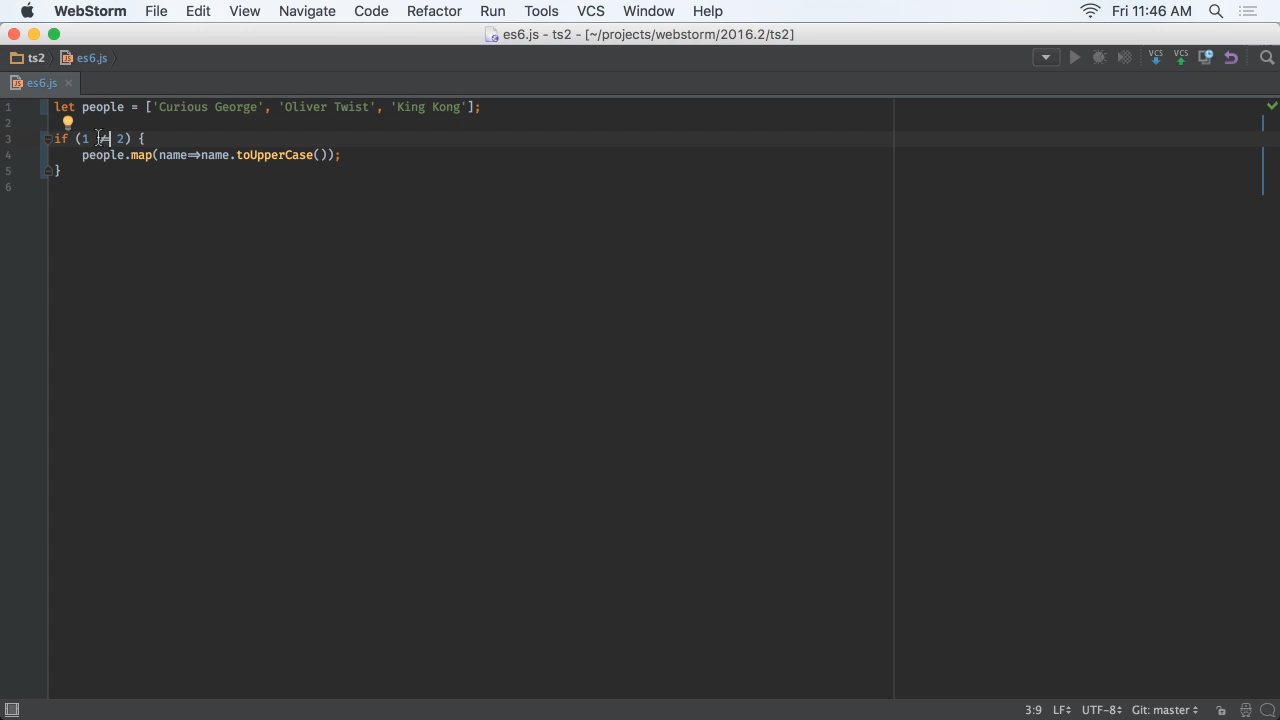 WebStorm File Edit View Navigate Code Refactor Run Tools VCS Window Help Fri 11:46 AM
es6.js - ts2 - [~/projects/webstorm/2016.2/ts2]
ts2 es6.js VCS VCS
es6.js
1 let people = ['Curious George', 'Oliver Twist', 'King Kong'];
2
3 if (1 != 2) {
4 people.map(name=>name.toUpperCase());
5 }
6
3:9 LF UTF-8 Git: master